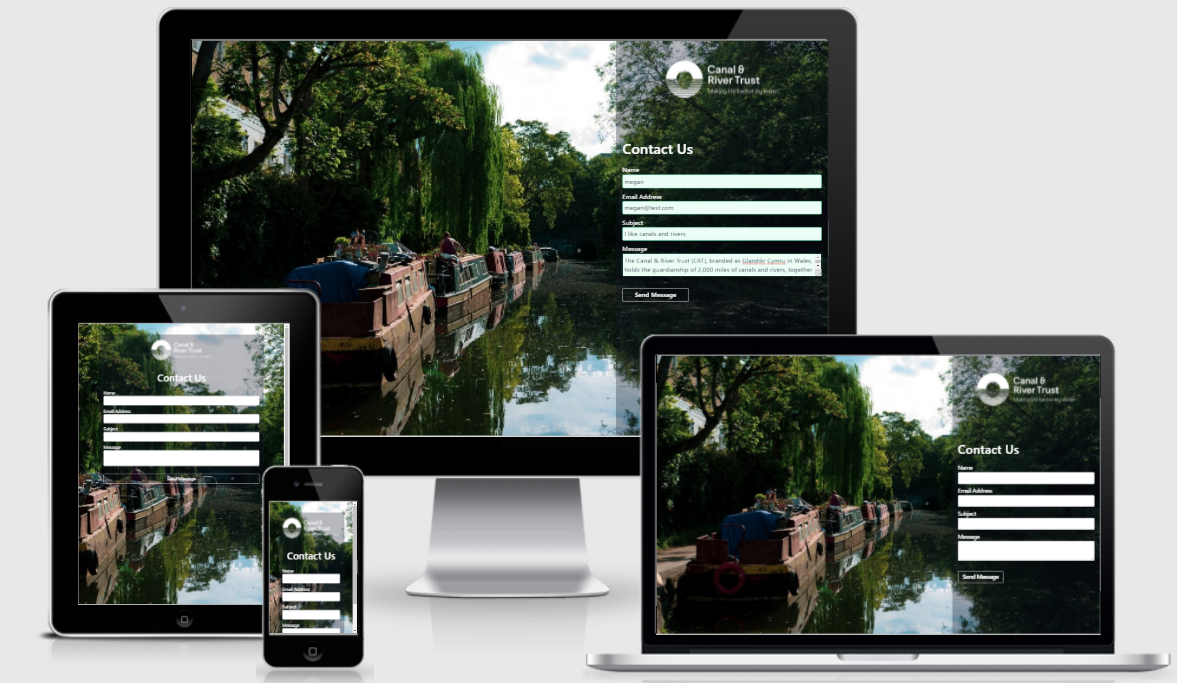 Canal &
River Trust
Making life better by water
Contact Us
Name
megan
Email Address
megan@test.com
Subject
I like canals and rivers
Message
The Canal & River Trust (CRT), branded as Glandŵr Cymru in Wales,
holds the guardianship of 2,000 miles of canals and rivers, together
Send Message
Canal &
River Trust
Contact Us
Name
Email Address
Subject
Message
Send Message
Canal &
River Trust
Contact Us
Name
Email Address
Subject
Message
Canal &
River Trust
Making life better by water
Contact Us
Name
Email Address
Subject
Message
Send Message